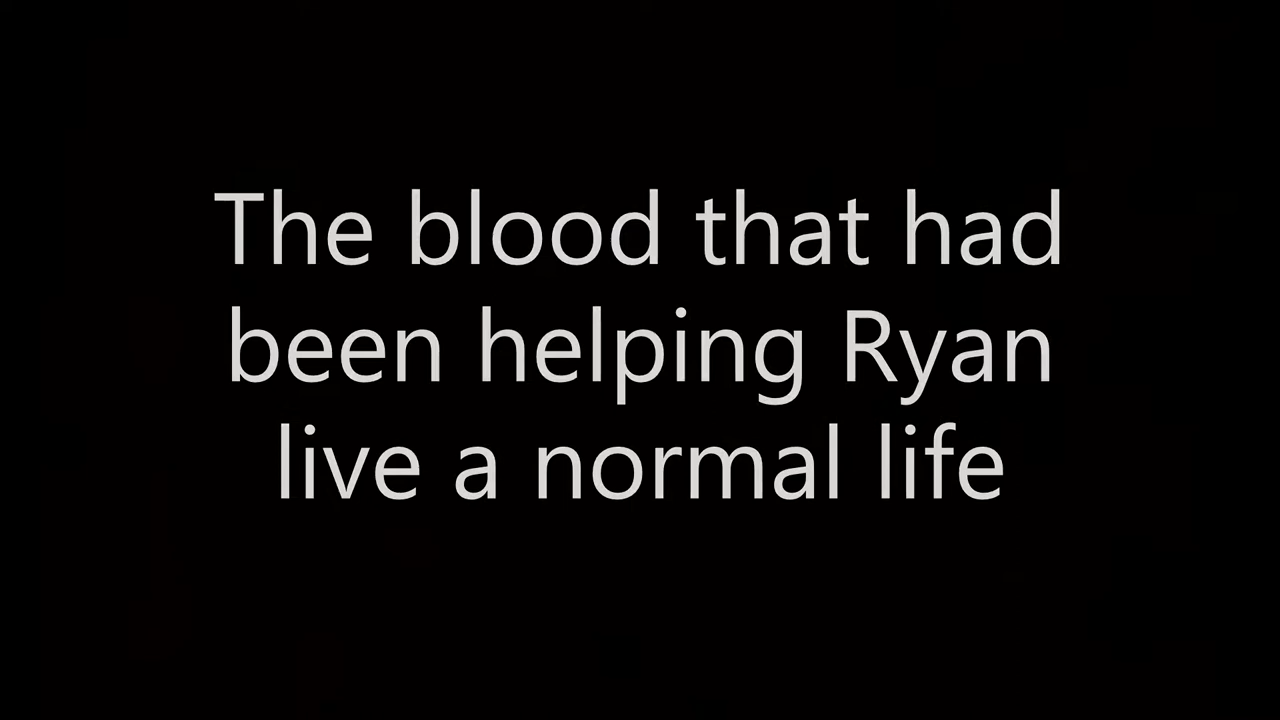 The blood that had
been helping Ryan
live a normal life